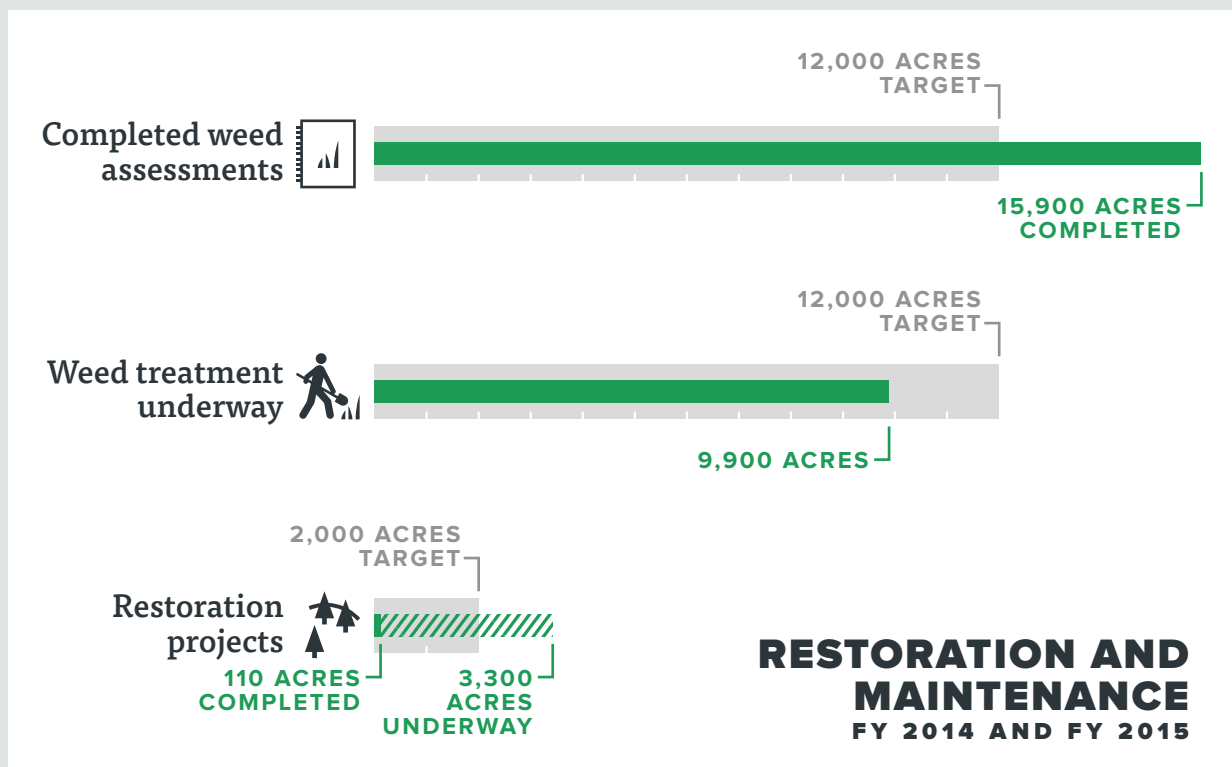 12,000 ACRES
TARGET
Completed weed
assessments
15,900 ACRES
COMPLETED
12,000 ACRES
TARGET
Weed treatment
underway
9,900 ACRES
2,000 ACRES
TARGET
Restoration
projects
110 ACRES
COMPLETED
3,300
ACRES
UNDERWAY
RESTORATION AND
MAINTENANCE
FY 2014 AND FY 2015